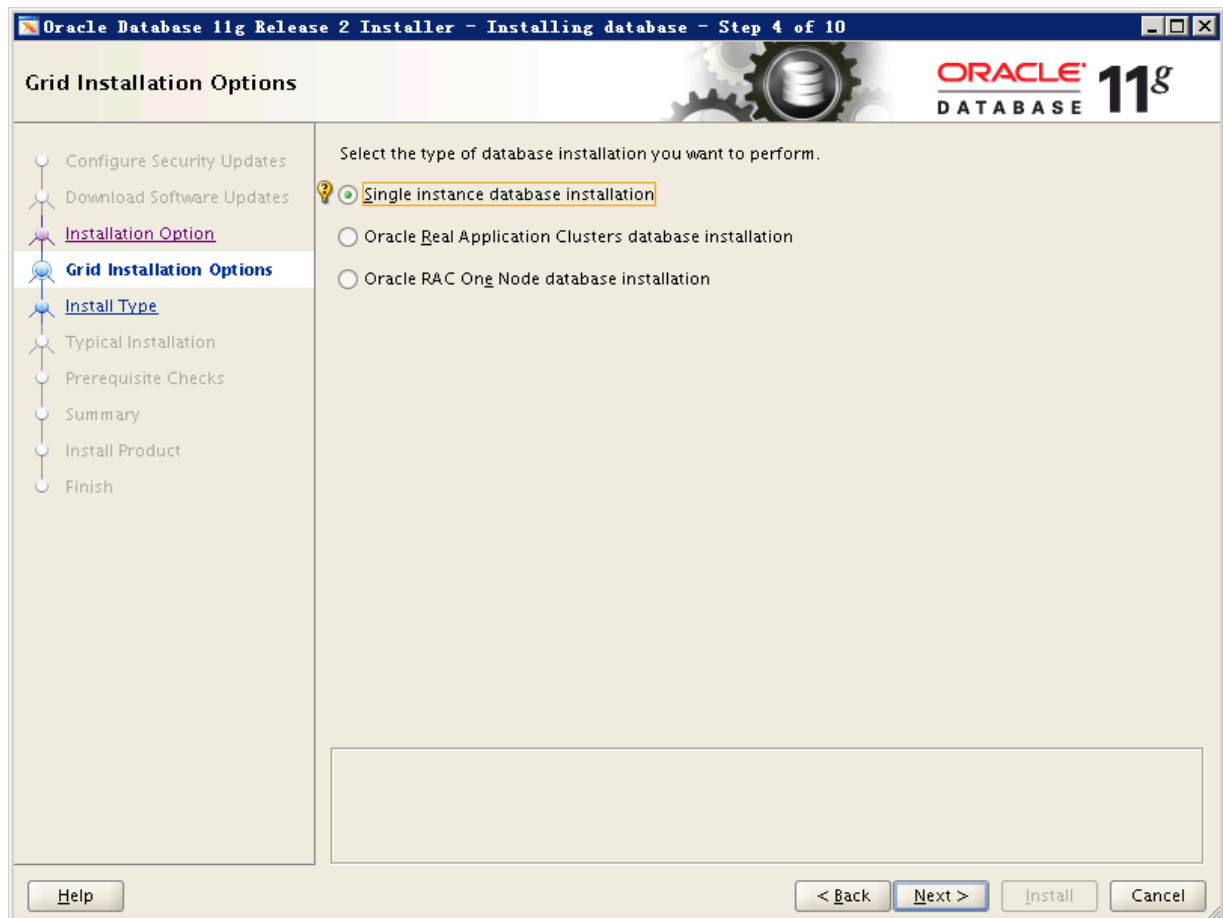 Oracle Database 11g Release 2 Installer - Installing database - Step 4 of 10
Grid Installation Options
ORACLE
DATABASE
11g
Configure Security Updates
Download Software Updates
Installation Option
Grid Installation Options
Install Type
Typical Installation
Prerequisite Checks
Summary
Install Product
Finish
Select the type of database installation you want to perform.
Single instance database installation
Oracle Real Application Clusters database installation
Oracle RAC One Node database installation
Help
< Back
Next >
Install
Cancel